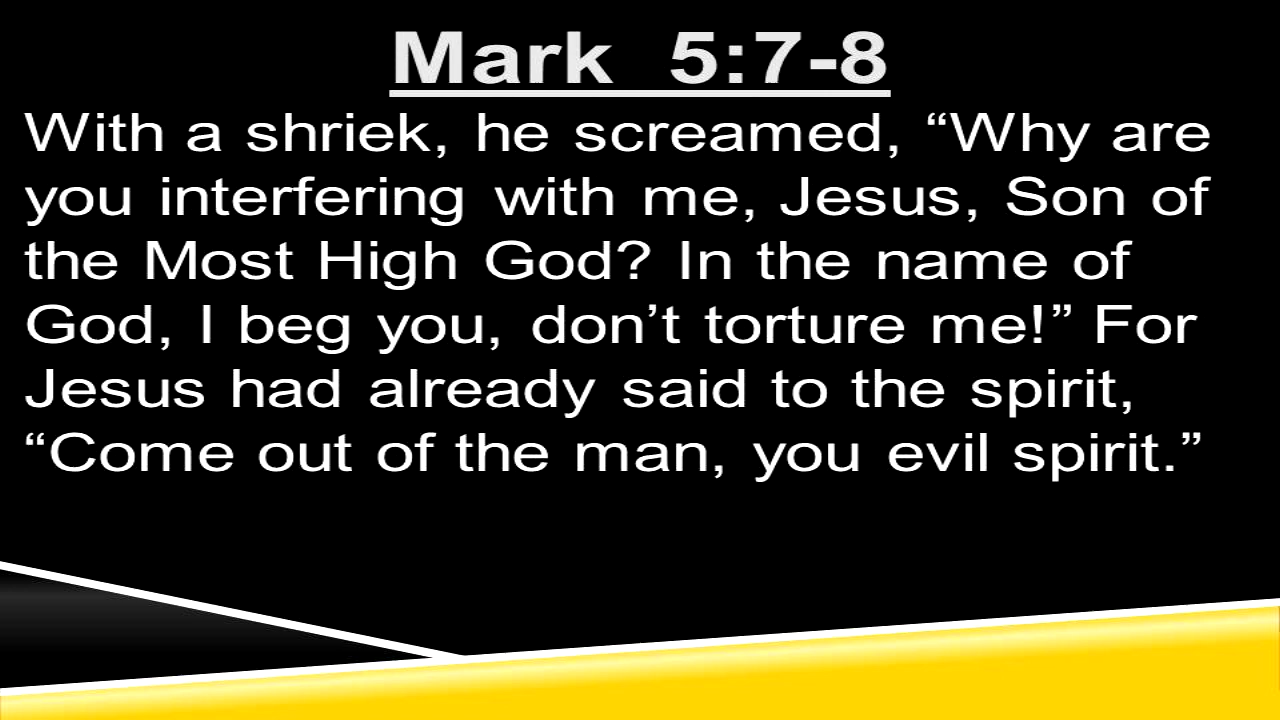 Mark 5:7-8
With a shriek, he screamed, “Why are
you interfering with me, Jesus, Son of
the Most High God? In the name of
God, I beg you, don’t torture me!” For
Jesus had already said to the spirit,
“Come out of the man, you evil spirit.”